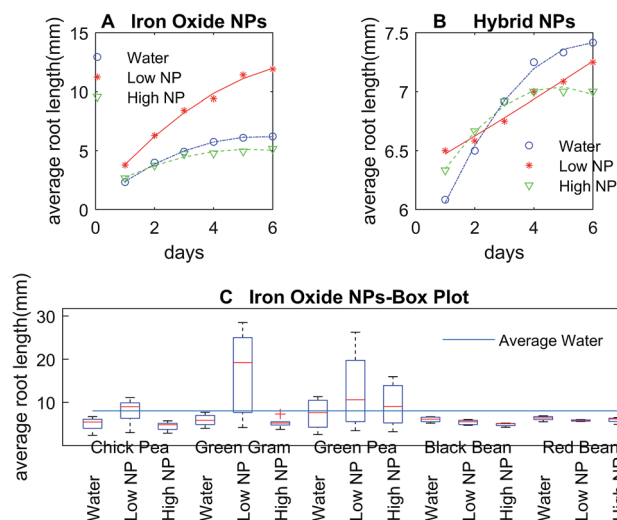 A Iron Oxide NPs
15
10
5
0
average root length(mm)
Water
Low NP
High NP
0 2 4 6
days
B Hybrid NPs
7.5
7
6.5
6
average root length(mm)
Water
Low NP
High NP
0 2 4 6
days
C Iron Oxide NPs-Box Plot
30
20
10
average root length(mm)
Average Water
Chick Pea Green Gram Green Pea Black Bean Red Bean
Water Low NP High NP Water Low NP High NP Water Low NP High NP Water Low NP High NP Water Low NP High NP